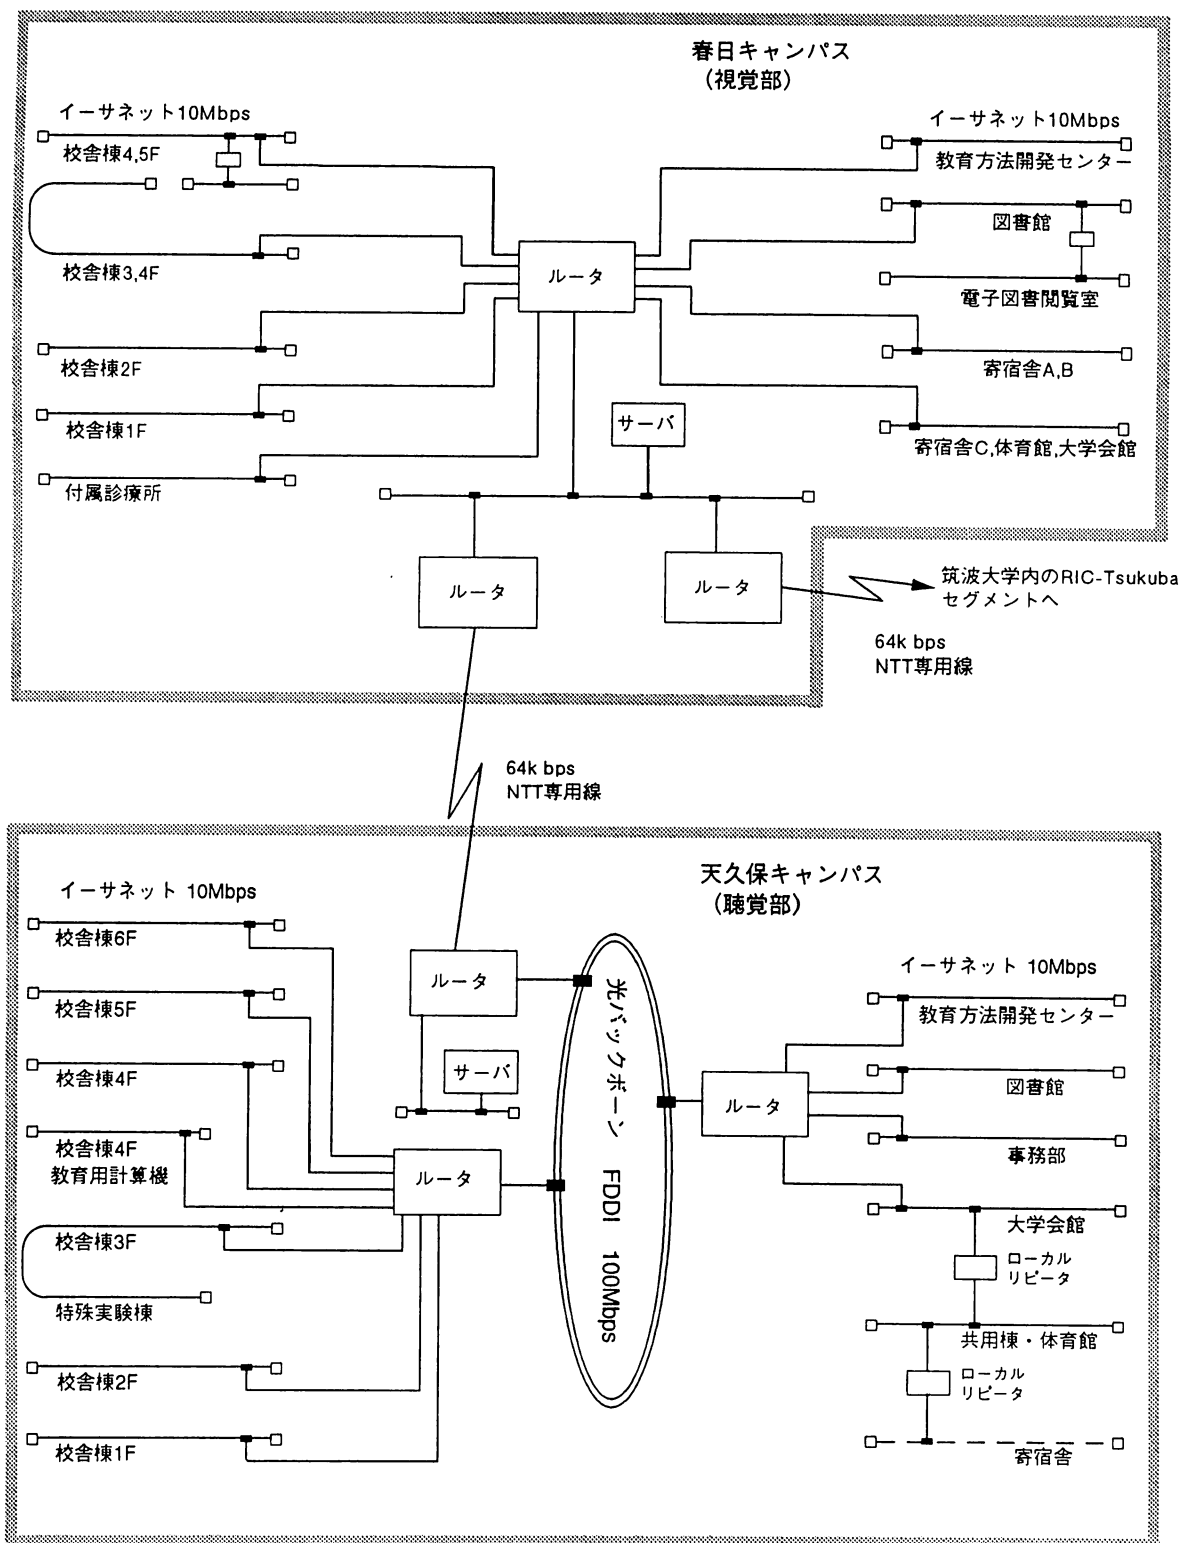 春日キャンパス
（視覚部）
イーサネット10Mbps
校舎棟4,5F
校舎棟3,4F
校舎棟2F
校舎棟1F
付属診療所
ルータ
イーサネット10Mbps
教育方法開発センター
図書館
電子図書閲覧室
寄宿舎A,B
寄宿舎C,体育館,大学会館
サーバ
ルータ
ルータ
筑波大学内のRIC-Tsukuba
セグメントへ
64k bps
NTT専用線
64k bps
NTT専用線
天久保キャンパス
（聴覚部）
イーサネット 10Mbps
校舎棟6F
校舎棟5F
校舎棟4F
校舎棟4F
教育用計算機
校舎棟3F
特殊実験棟
校舎棟2F
校舎棟1F
ルータ
サーバ
ルータ
光バックボーン FDDI 100Mbps
ルータ
イーサネット 10Mbps
教育方法開発センター
図書館
事務部
大学会館
ローカル
リピータ
共用棟・体育館
ローカル
リピータ
寄宿舎